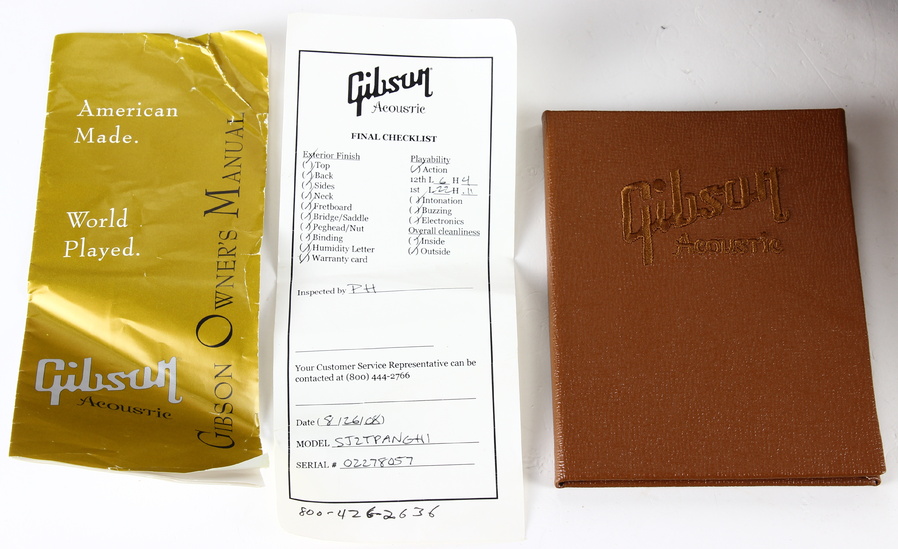 American
Made.
World
Played.
GIBSON OWNER'S MANUAL
Gibson
Acoustic
Gibson
Acoustic
FINAL CHECKLIST
Exterior Finish
(✓) Top
(✓) Back
(✓) Sides
(✓) Neck
(✓) Fretboard
(✓) Bridge/Saddle
(✓) Peghead/Nut
(✓) Binding
(✓) Humidity Letter
(✓) Warranty card
Playability
(✓) Action
12th L 6 H 4
1st L 22 H .11
(✓) Intonation
(✓) Buzzing
(✓) Electronics
Overall cleanliness
(✓) Inside
(✓) Outside
Inspected by PH
Your Customer Service Representative can be
contacted at (800) 444-2766
Date ( 8/26/08 )
MODEL SJ2TPANGH1
SERIAL # 02278057
800-426-2636
Gibson
Acoustic